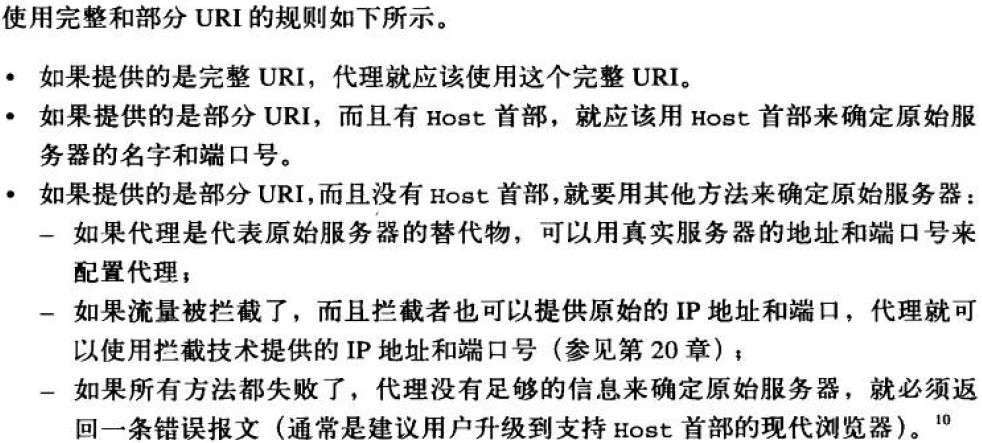 使用完整和部分 URI 的规则如下所示。
• 如果提供的是完整 URI，代理就应该使用这个完整 URI。
• 如果提供的是部分 URI，而且有 Host 首部，就应该用 Host 首部来确定原始服
务器的名字和端口号。
• 如果提供的是部分 URI，而且没有 Host 首部，就要用其他方法来确定原始服务器：
– 如果代理是代表原始服务器的替代物，可以用真实服务器的地址和端口号来
配置代理；
– 如果流量被拦截了，而且拦截者也可以提供原始的 IP 地址和端口，代理就可
以使用拦截技术提供的 IP 地址和端口号（参见第 20 章）；
– 如果所有方法都失败了，代理没有足够的信息来确定原始服务器，就必须返
回一条错误报文（通常是建议用户升级到支持 Host 首部的现代浏览器）。10